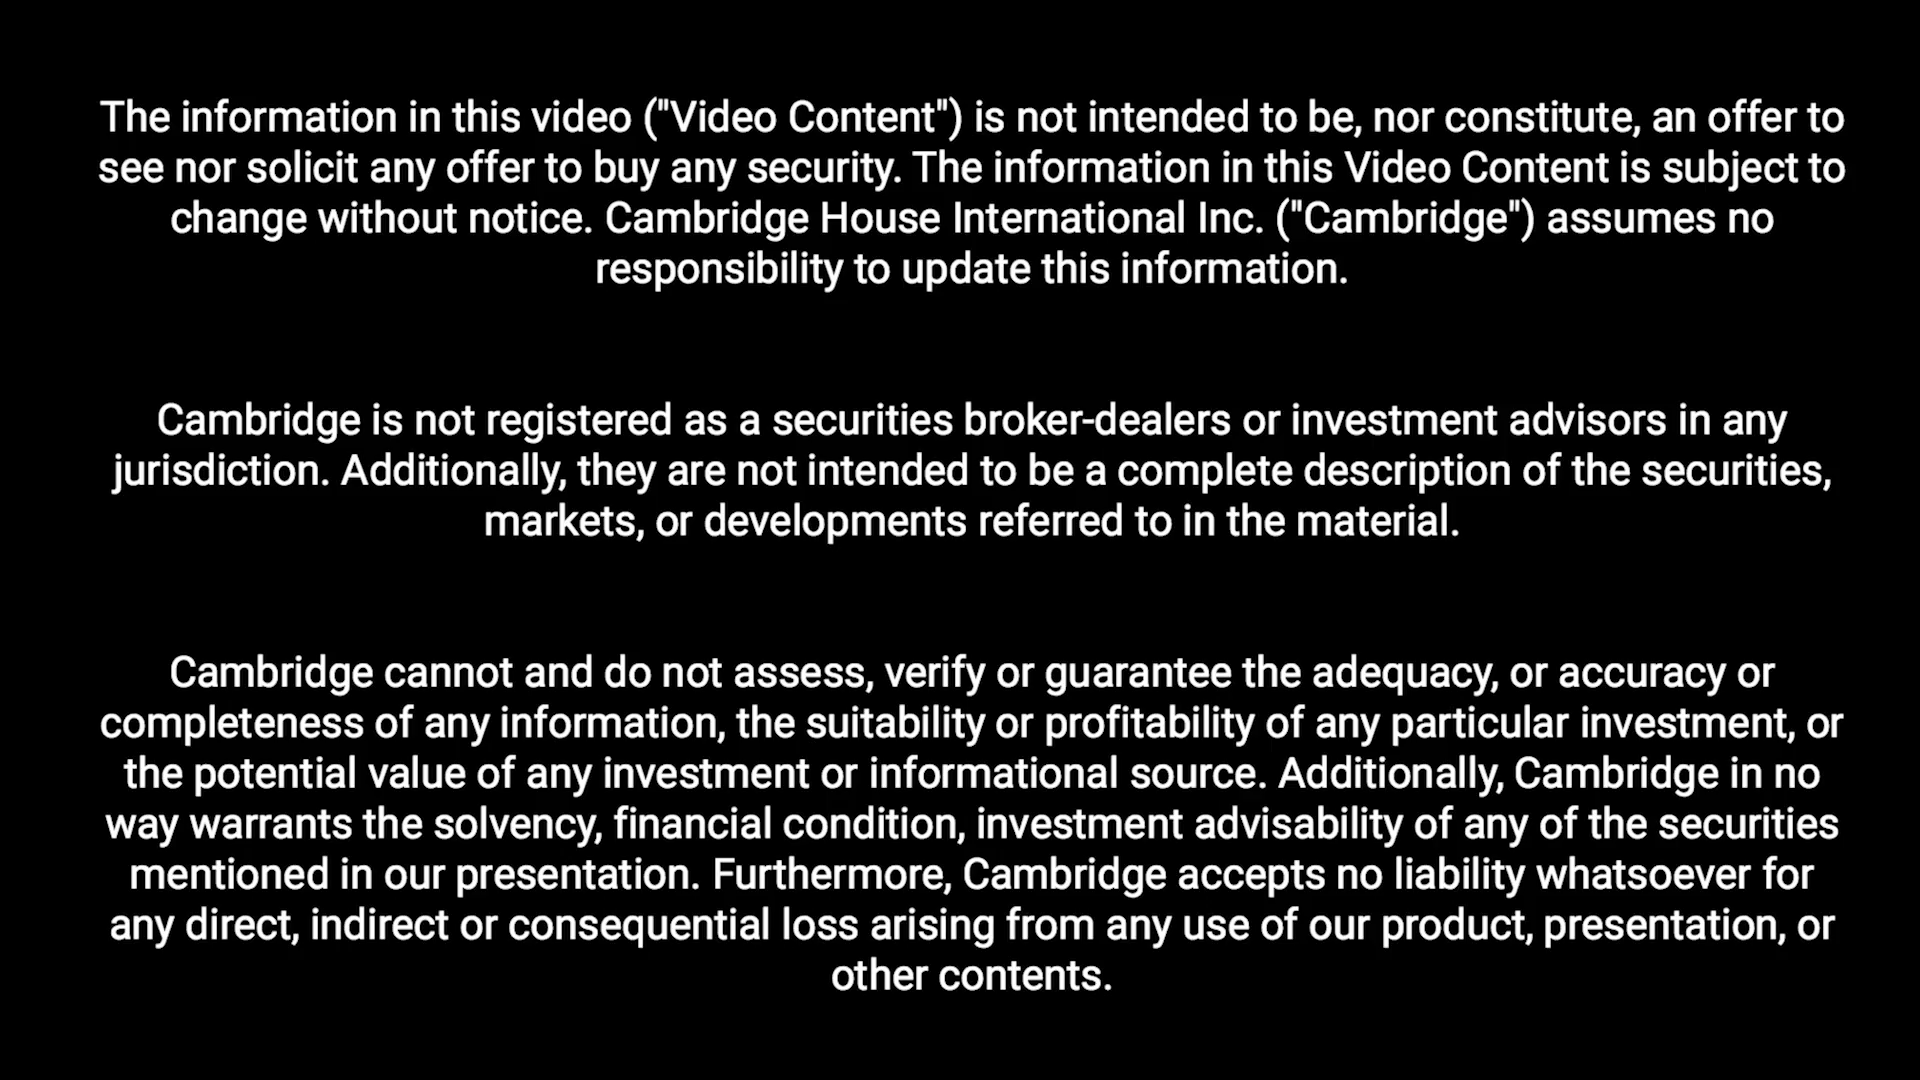 The information in this video ("Video Content") is not intended to be, nor constitute, an offer to
see nor solicit any offer to buy any security. The information in this Video Content is subject to
change without notice. Cambridge House International Inc. ("Cambridge") assumes no
responsibility to update this information.
Cambridge is not registered as a securities broker-dealers or investment advisors in any
jurisdiction. Additionally, they are not intended to be a complete description of the securities,
markets, or developments referred to in the material.
Cambridge cannot and do not assess, verify or guarantee the adequacy, or accuracy or
completeness of any information, the suitability or profitability of any particular investment, or
the potential value of any investment or informational source. Additionally, Cambridge in no
way warrants the solvency, financial condition, investment advisability of any of the securities
mentioned in our presentation. Furthermore, Cambridge accepts no liability whatsoever for
any direct, indirect or consequential loss arising from any use of our product, presentation, or
other contents.